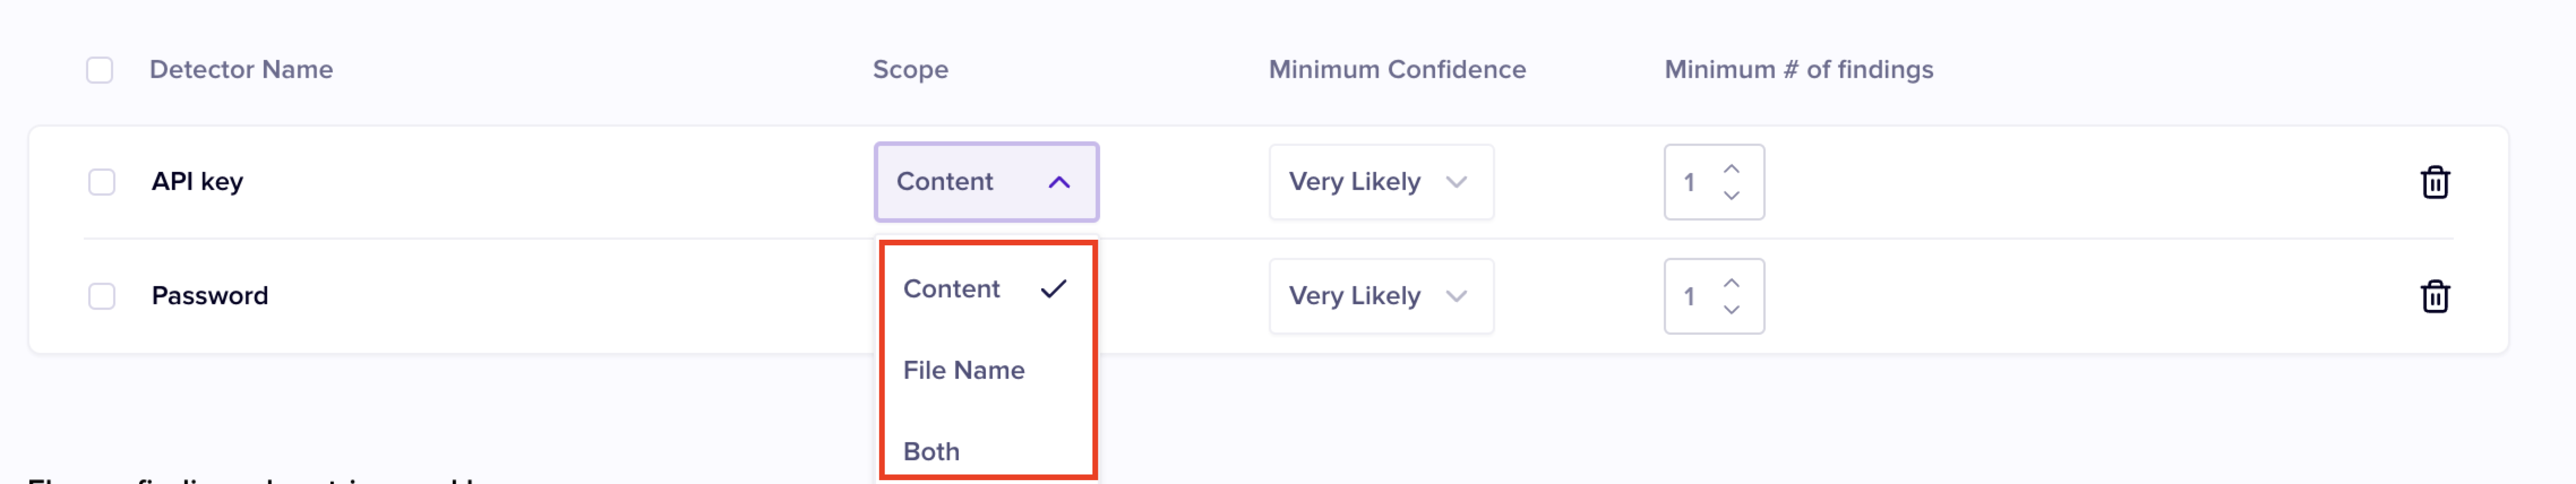 Detector Name Scope Minimum Confidence Minimum # of findings
API key Content Very Likely 1
Content
Password Very Likely 1
File Name
Both